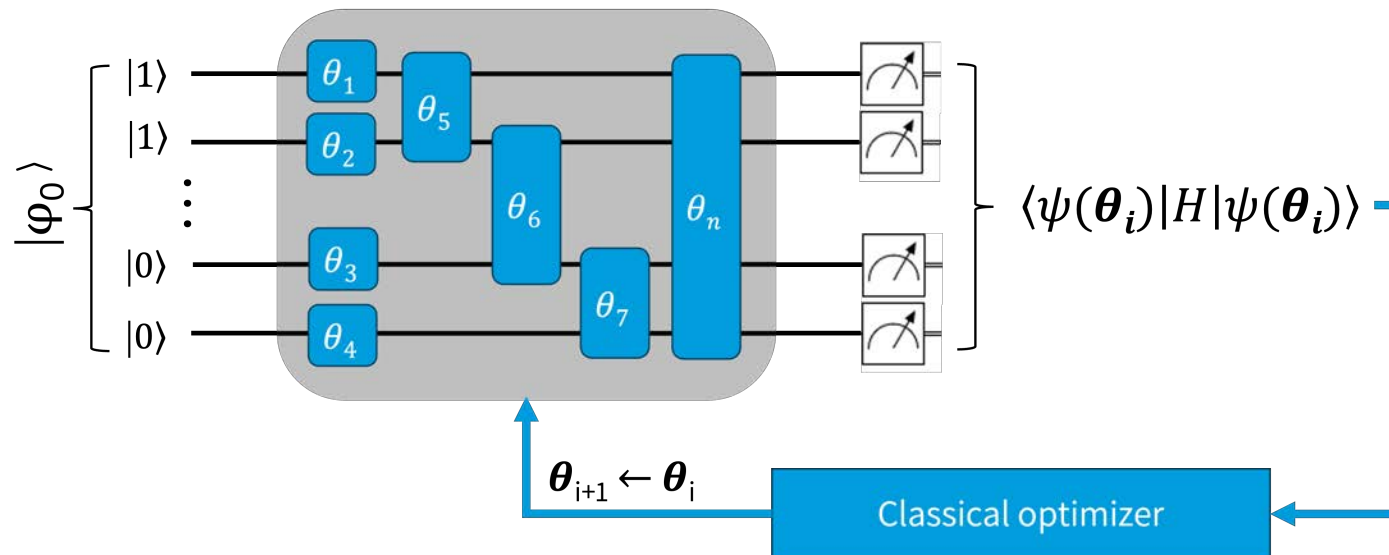 |φ₀⟩
|1⟩
|1⟩
⋮
|0⟩
|0⟩
θ₁
θ₂
θ₃
θ₄
θ₅
θ₆
θ₇
θₙ
⟨ψ(𝜽ᵢ)|H|ψ(𝜽ᵢ)⟩
𝜽ᵢ₊₁ ← 𝜽ᵢ
Classical optimizer